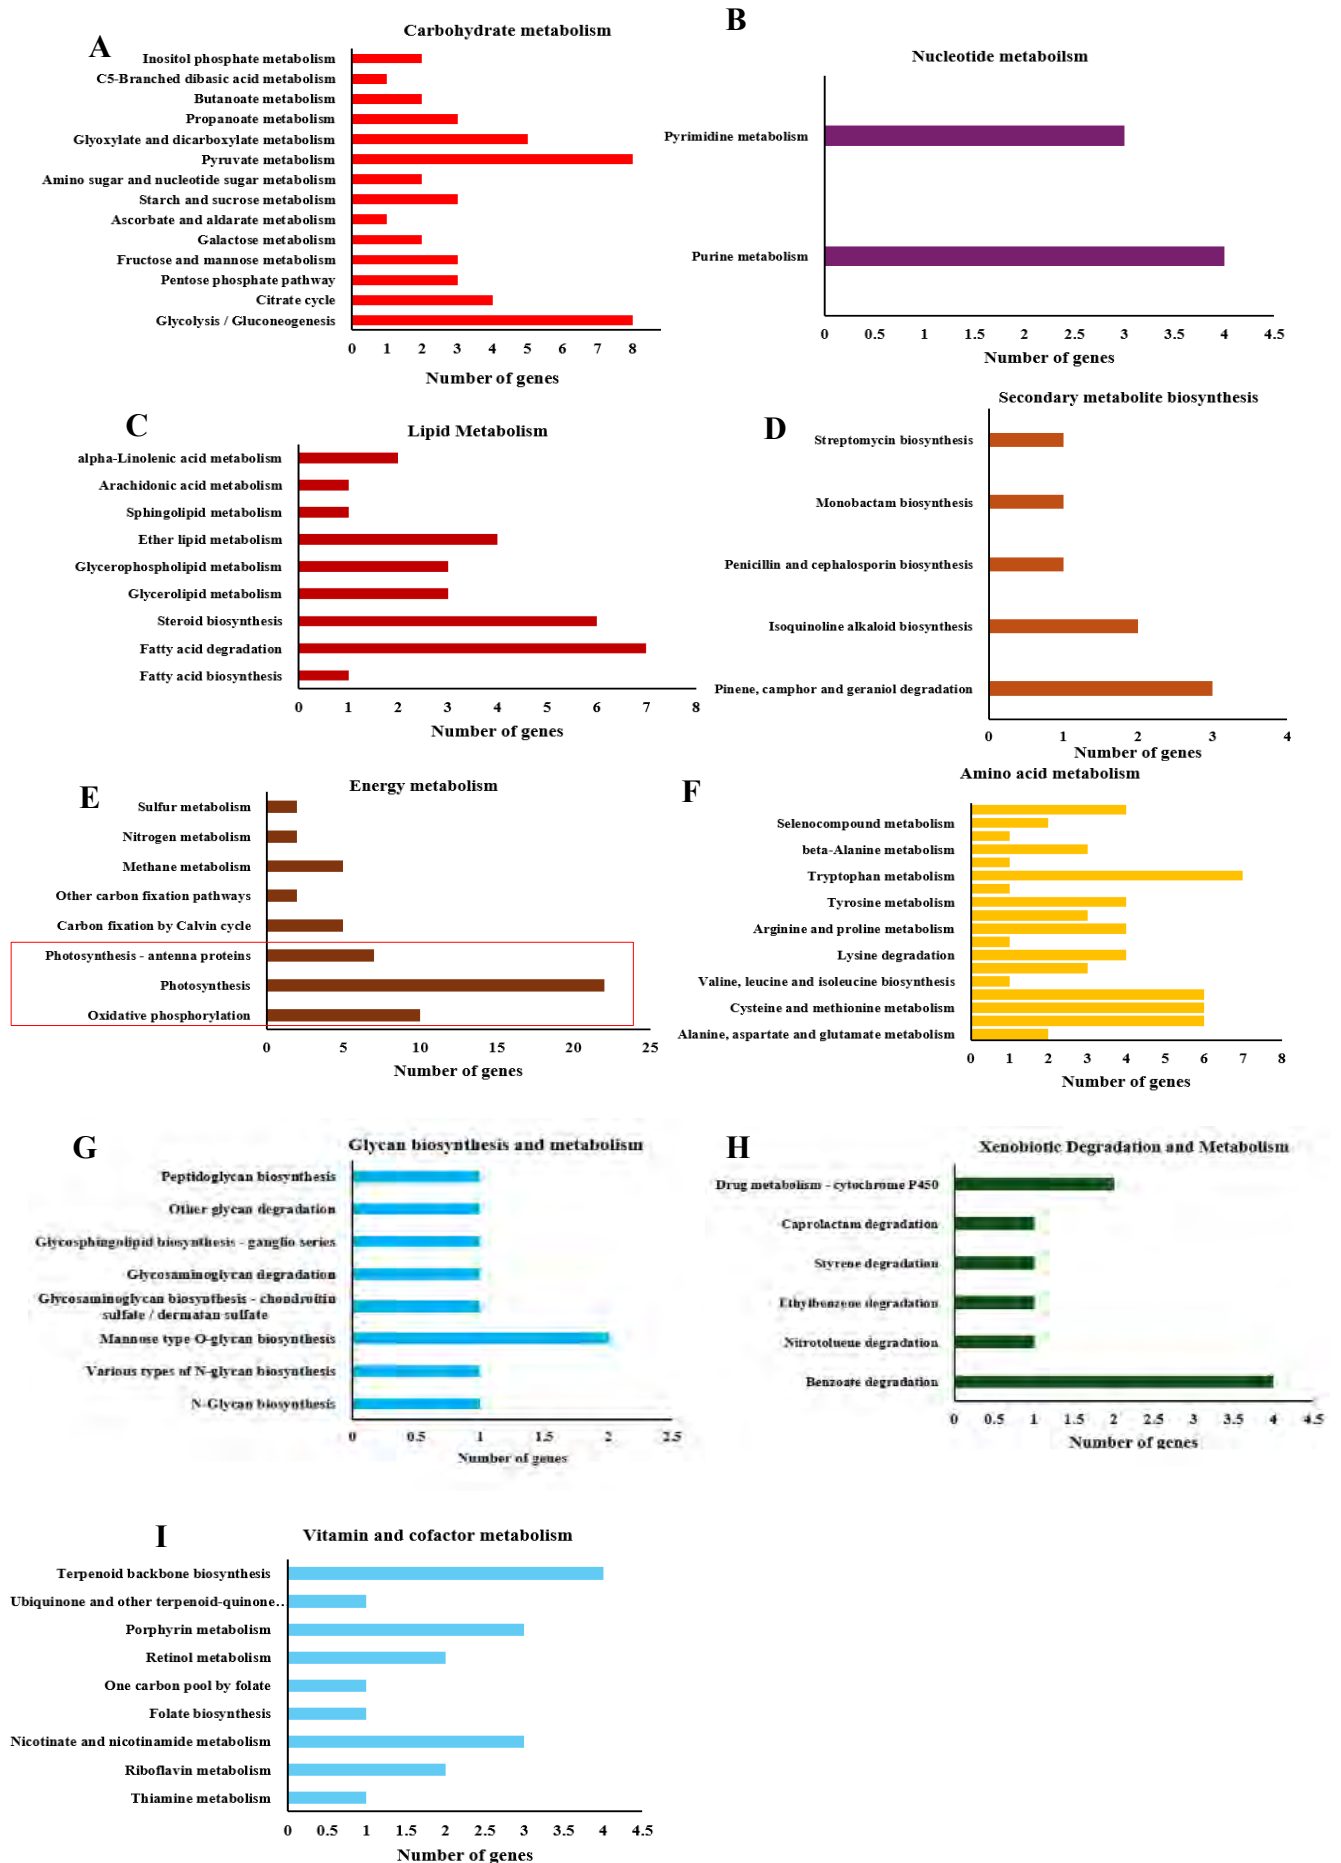 A
Carbohydrate metabolism
Inositol phosphate metabolism
C5-Branched dibasic acid metabolism
Butanoate metabolism
Propanoate metabolism
Glyoxylate and dicarboxylate metabolism
Pyruvate metabolism
Amino sugar and nucleotide sugar metabolism
Starch and sucrose metabolism
Ascorbate and aldarate metabolism
Galactose metabolism
Fructose and mannose metabolism
Pentose phosphate pathway
Citrate cycle
Glycolysis / Gluconeogenesis
0 1 2 3 4 5 6 7 8
Number of genes
B
Nucleotide metaboilsm
Pyrimidine metabolism
Purine metabolism
0 0.5 1 1.5 2 2.5 3 3.5 4 4.5
Number of genes
C
Lipid Metabolism
alpha-Linolenic acid metabolism
Arachidonic acid metabolism
Sphingolipid metabolism
Ether lipid metabolism
Glycerophospholipid metabolism
Glycerolipid metabolism
Steroid biosynthesis
Fatty acid degradation
Fatty acid biosynthesis
0 1 2 3 4 5 6 7 8
Number of genes
D
Secondary metabolite biosynthesis
Streptomycin biosynthesis
Monobactam biosynthesis
Penicillin and cephalosporin biosynthesis
Isoquinoline alkaloid biosynthesis
Pinene, camphor and geraniol degradation
0 1 2 3 4
Number of genes
E
Energy metabolism
Sulfur metabolism
Nitrogen metabolism
Methane metabolism
Other carbon fixation pathways
Carbon fixation by Calvin cycle
Photosynthesis - antenna proteins
Photosynthesis
Oxidative phosphorylation
0 5 10 15 20 25
Number of genes
F
Amino acid metabolism
Selenocompound metabolism
beta-Alanine metabolism
Tryptophan metabolism
Tyrosine metabolism
Arginine and proline metabolism
Lysine degradation
Valine, leucine and isoleucine biosynthesis
Cysteine and methionine metabolism
Alanine, aspartate and glutamate metabolism
0 1 2 3 4 5 6 7 8
Number of genes
G
Glycan biosynthesis and metabolism
Peptidoglycan biosynthesis
Other glycan degradation
Glycosphingolipid biosynthesis - ganglio series
Glycosaminoglycan degradation
Glycosaminoglycan biosynthesis - chondroitin
sulfate / dermatan sulfate
Mannose type O-glycan biosynthesis
Various types of N-glycan biosynthesis
N-Glycan biosynthesis
0 0.5 1 1.5 2 2.5
Number of genes
H
Xenobiotic Degradation and Metabolism
Drug metabolism - cytochrome P450
Caprolactam degradation
Styrene degradation
Ethylbenzene degradation
Nitrotoluene degradation
Benzoate degradation
0 0.5 1 1.5 2 2.5 3 3.5 4 4.5
Number of genes
I
Vitamin and cofactor metabolism
Terpenoid backbone biosynthesis
Ubiquinone and other terpenoid-quinone..
Porphyrin metabolism
Retinol metabolism
One carbon pool by folate
Folate biosynthesis
Nicotinate and nicotinamide metabolism
Riboflavin metabolism
Thiamine metabolism
0 0.5 1 1.5 2 2.5 3 3.5 4 4.5
Number of genes